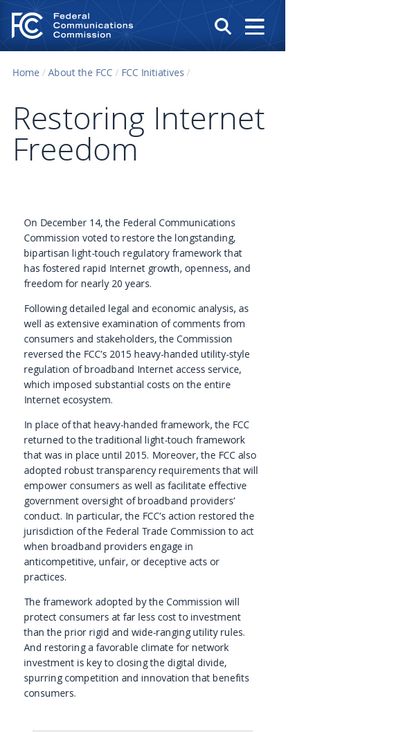 FCC Federal
Communications
Commission
Home / About the FCC / FCC Initiatives /
Restoring Internet
Freedom
On December 14, the Federal Communications
Commission voted to restore the longstanding,
bipartisan light-touch regulatory framework that
has fostered rapid Internet growth, openness, and
freedom for nearly 20 years.
Following detailed legal and economic analysis, as
well as extensive examination of comments from
consumers and stakeholders, the Commission
reversed the FCC’s 2015 heavy-handed utility-style
regulation of broadband Internet access service,
which imposed substantial costs on the entire
Internet ecosystem.
In place of that heavy-handed framework, the FCC
returned to the traditional light-touch framework
that was in place until 2015. Moreover, the FCC also
adopted robust transparency requirements that will
empower consumers as well as facilitate effective
government oversight of broadband providers’
conduct. In particular, the FCC’s action restored the
jurisdiction of the Federal Trade Commission to act
when broadband providers engage in
anticompetitive, unfair, or deceptive acts or
practices.
The framework adopted by the Commission will
protect consumers at far less cost to investment
than the prior rigid and wide-ranging utility rules.
And restoring a favorable climate for network
investment is key to closing the digital divide,
spurring competition and innovation that benefits
consumers.